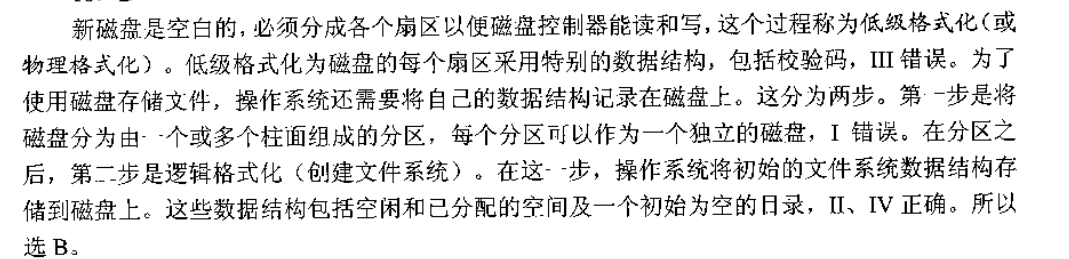 新磁盘是空白的，必须分成各个扇区以便磁盘控制器能读和写，这个过程称为低级格式化（或
物理格式化）。低级格式化为磁盘的每个扇区采用特别的数据结构，包括校验码，III 错误。为了
使用磁盘存储文件，操作系统还需要将自己的数据结构记录在磁盘上。这分为两步。第一步是将
磁盘分为由一个或多个柱面组成的分区，每个分区可以作为一个独立的磁盘，I 错误。在分区之
后，第二步是逻辑格式化（创建文件系统）。在这一步，操作系统将初始的文件系统数据结构存
储到磁盘上。这些数据结构包括空闲和已分配的空间及一个初始为空的目录，II、IV 正确。所以
选 B。